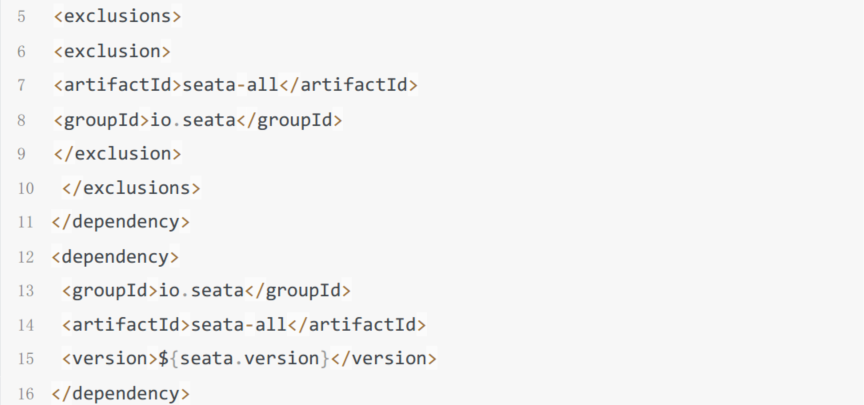 5 <exclusions>
6 <exclusion>
7 <artifactId>seata-all</artifactId>
8 <groupId>io.seata</groupId>
9 </exclusion>
10 </exclusions>
11 </dependency>
12 <dependency>
13 <groupId>io.seata</groupId>
14 <artifactId>seata-all</artifactId>
15 <version>${seata.version}</version>
16 </dependency>